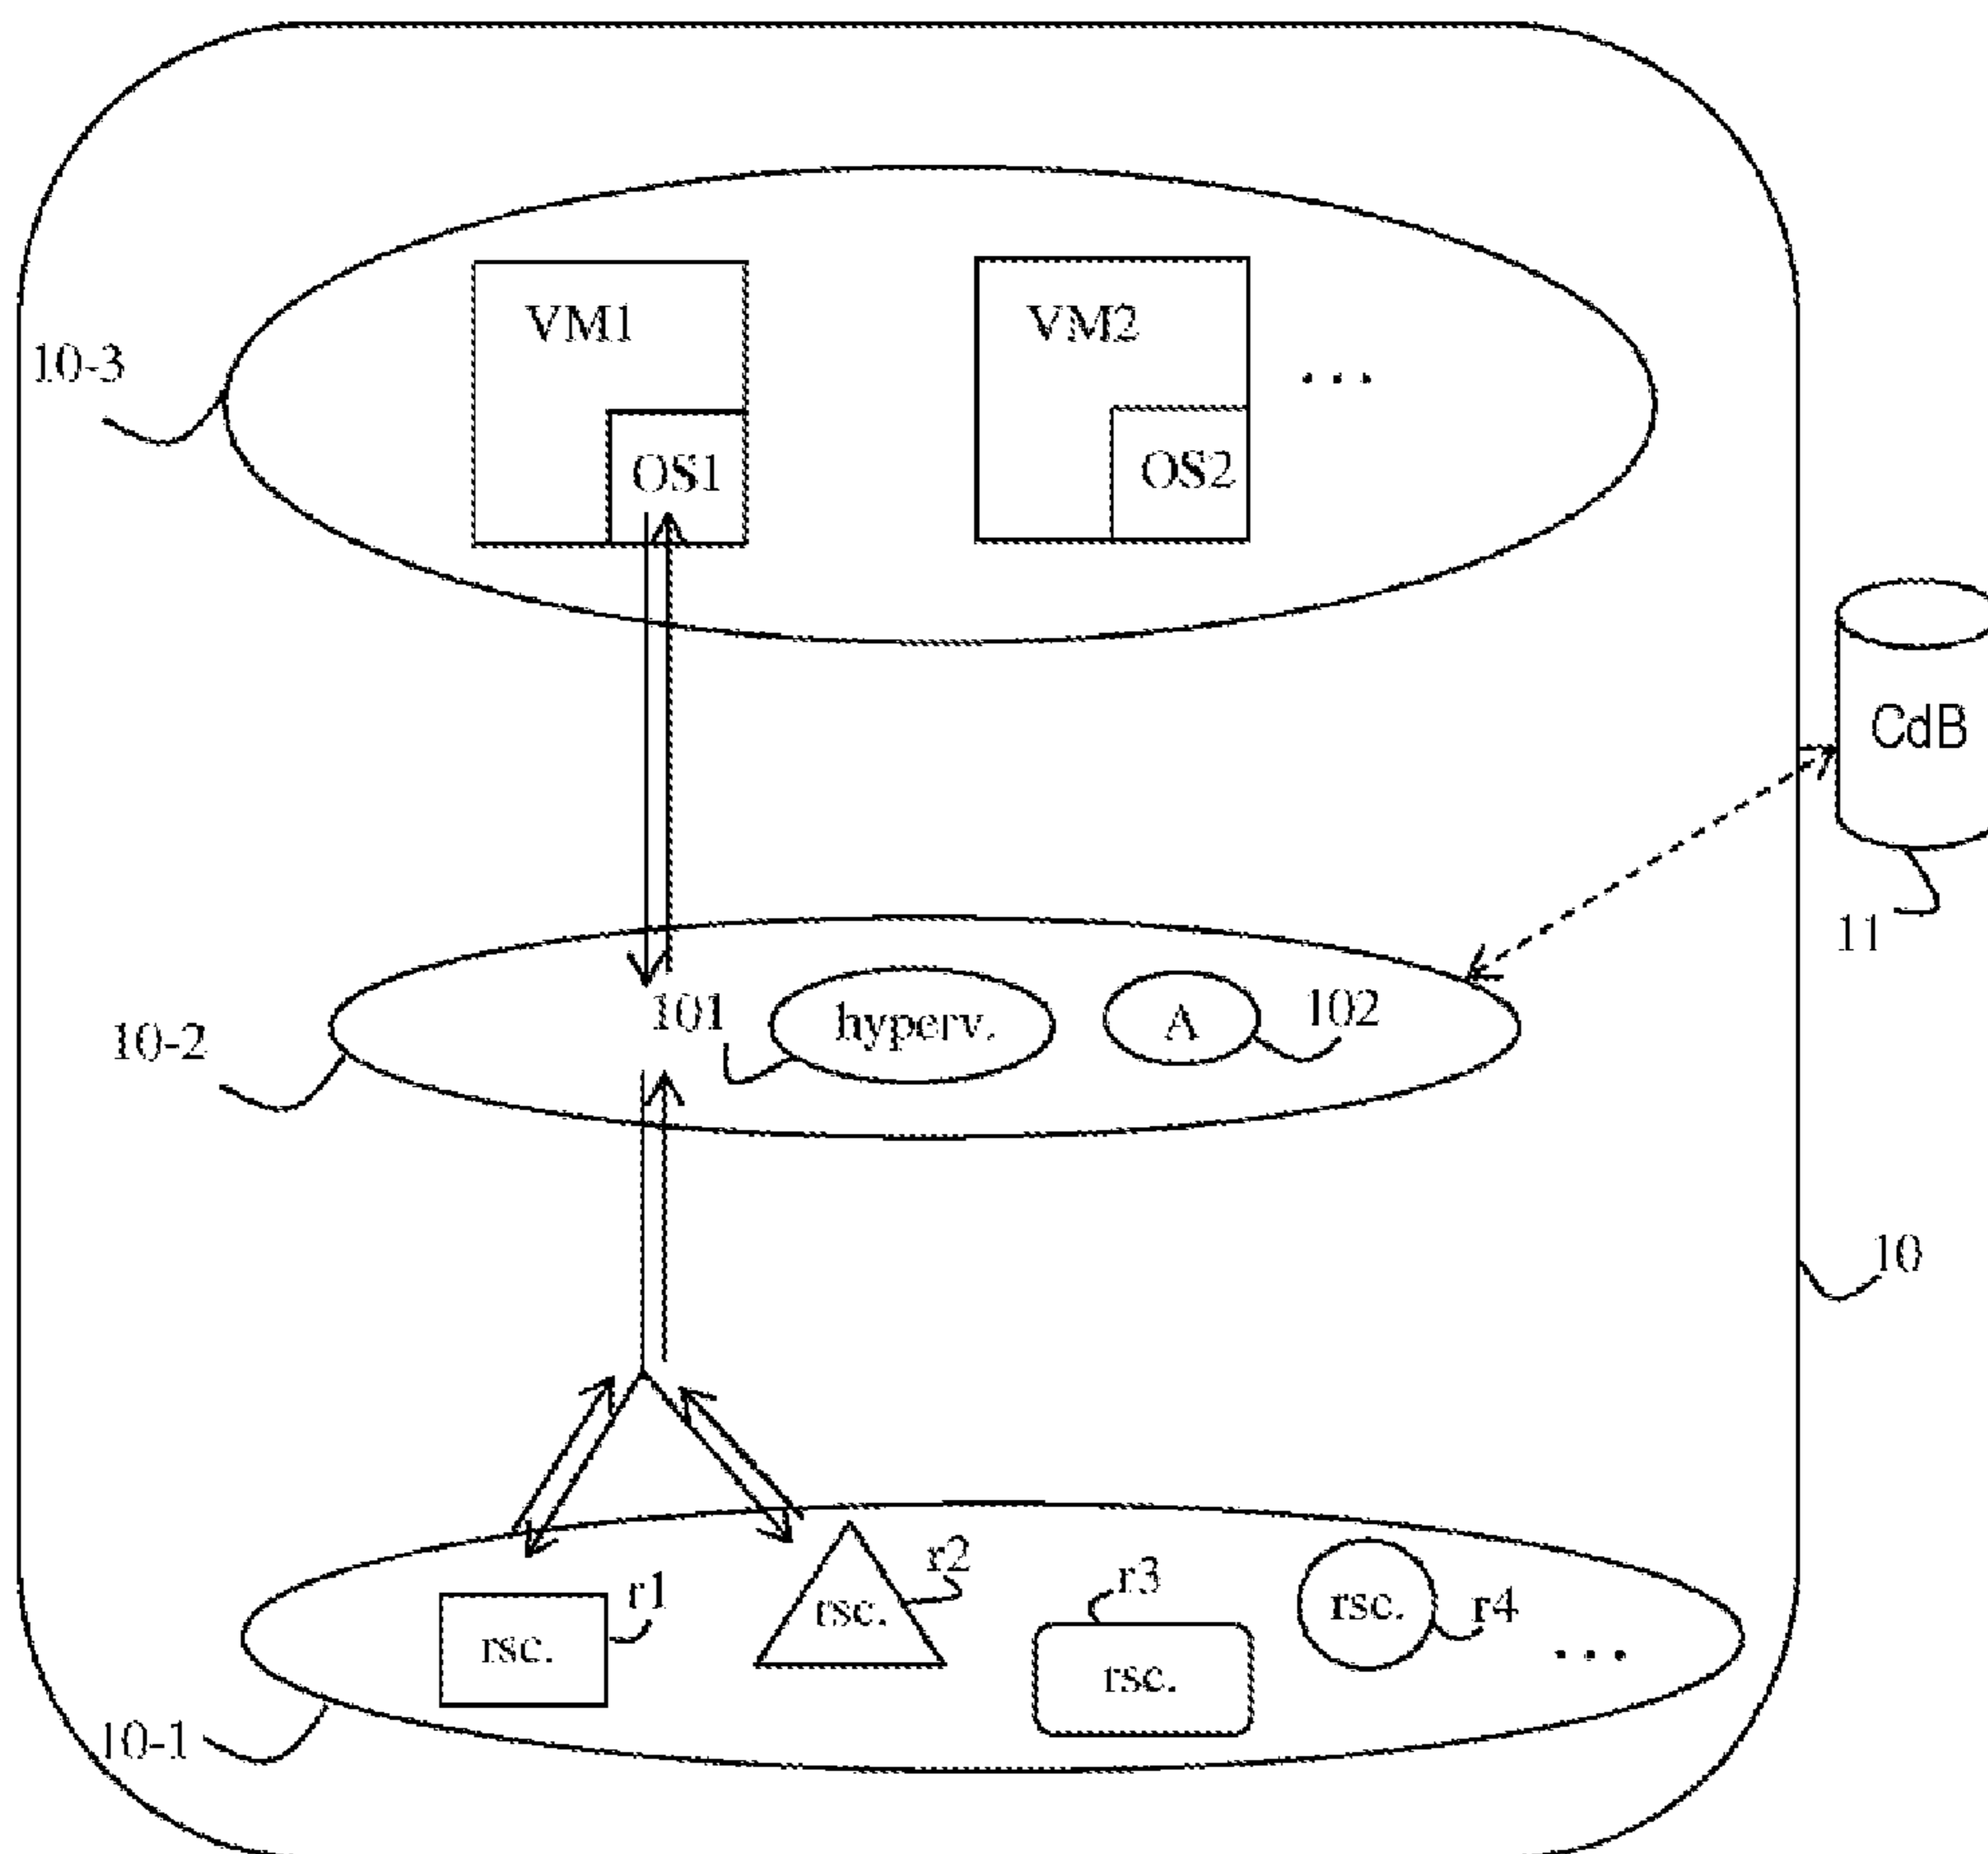 VM1
VM2
10-3
...
OS1
OS2
CdB
11
101
hyperv.
A
102
10-2
10
r1
rsc.
r2
rsc.
r3
rsc.
rsc.
r4
...
10-1